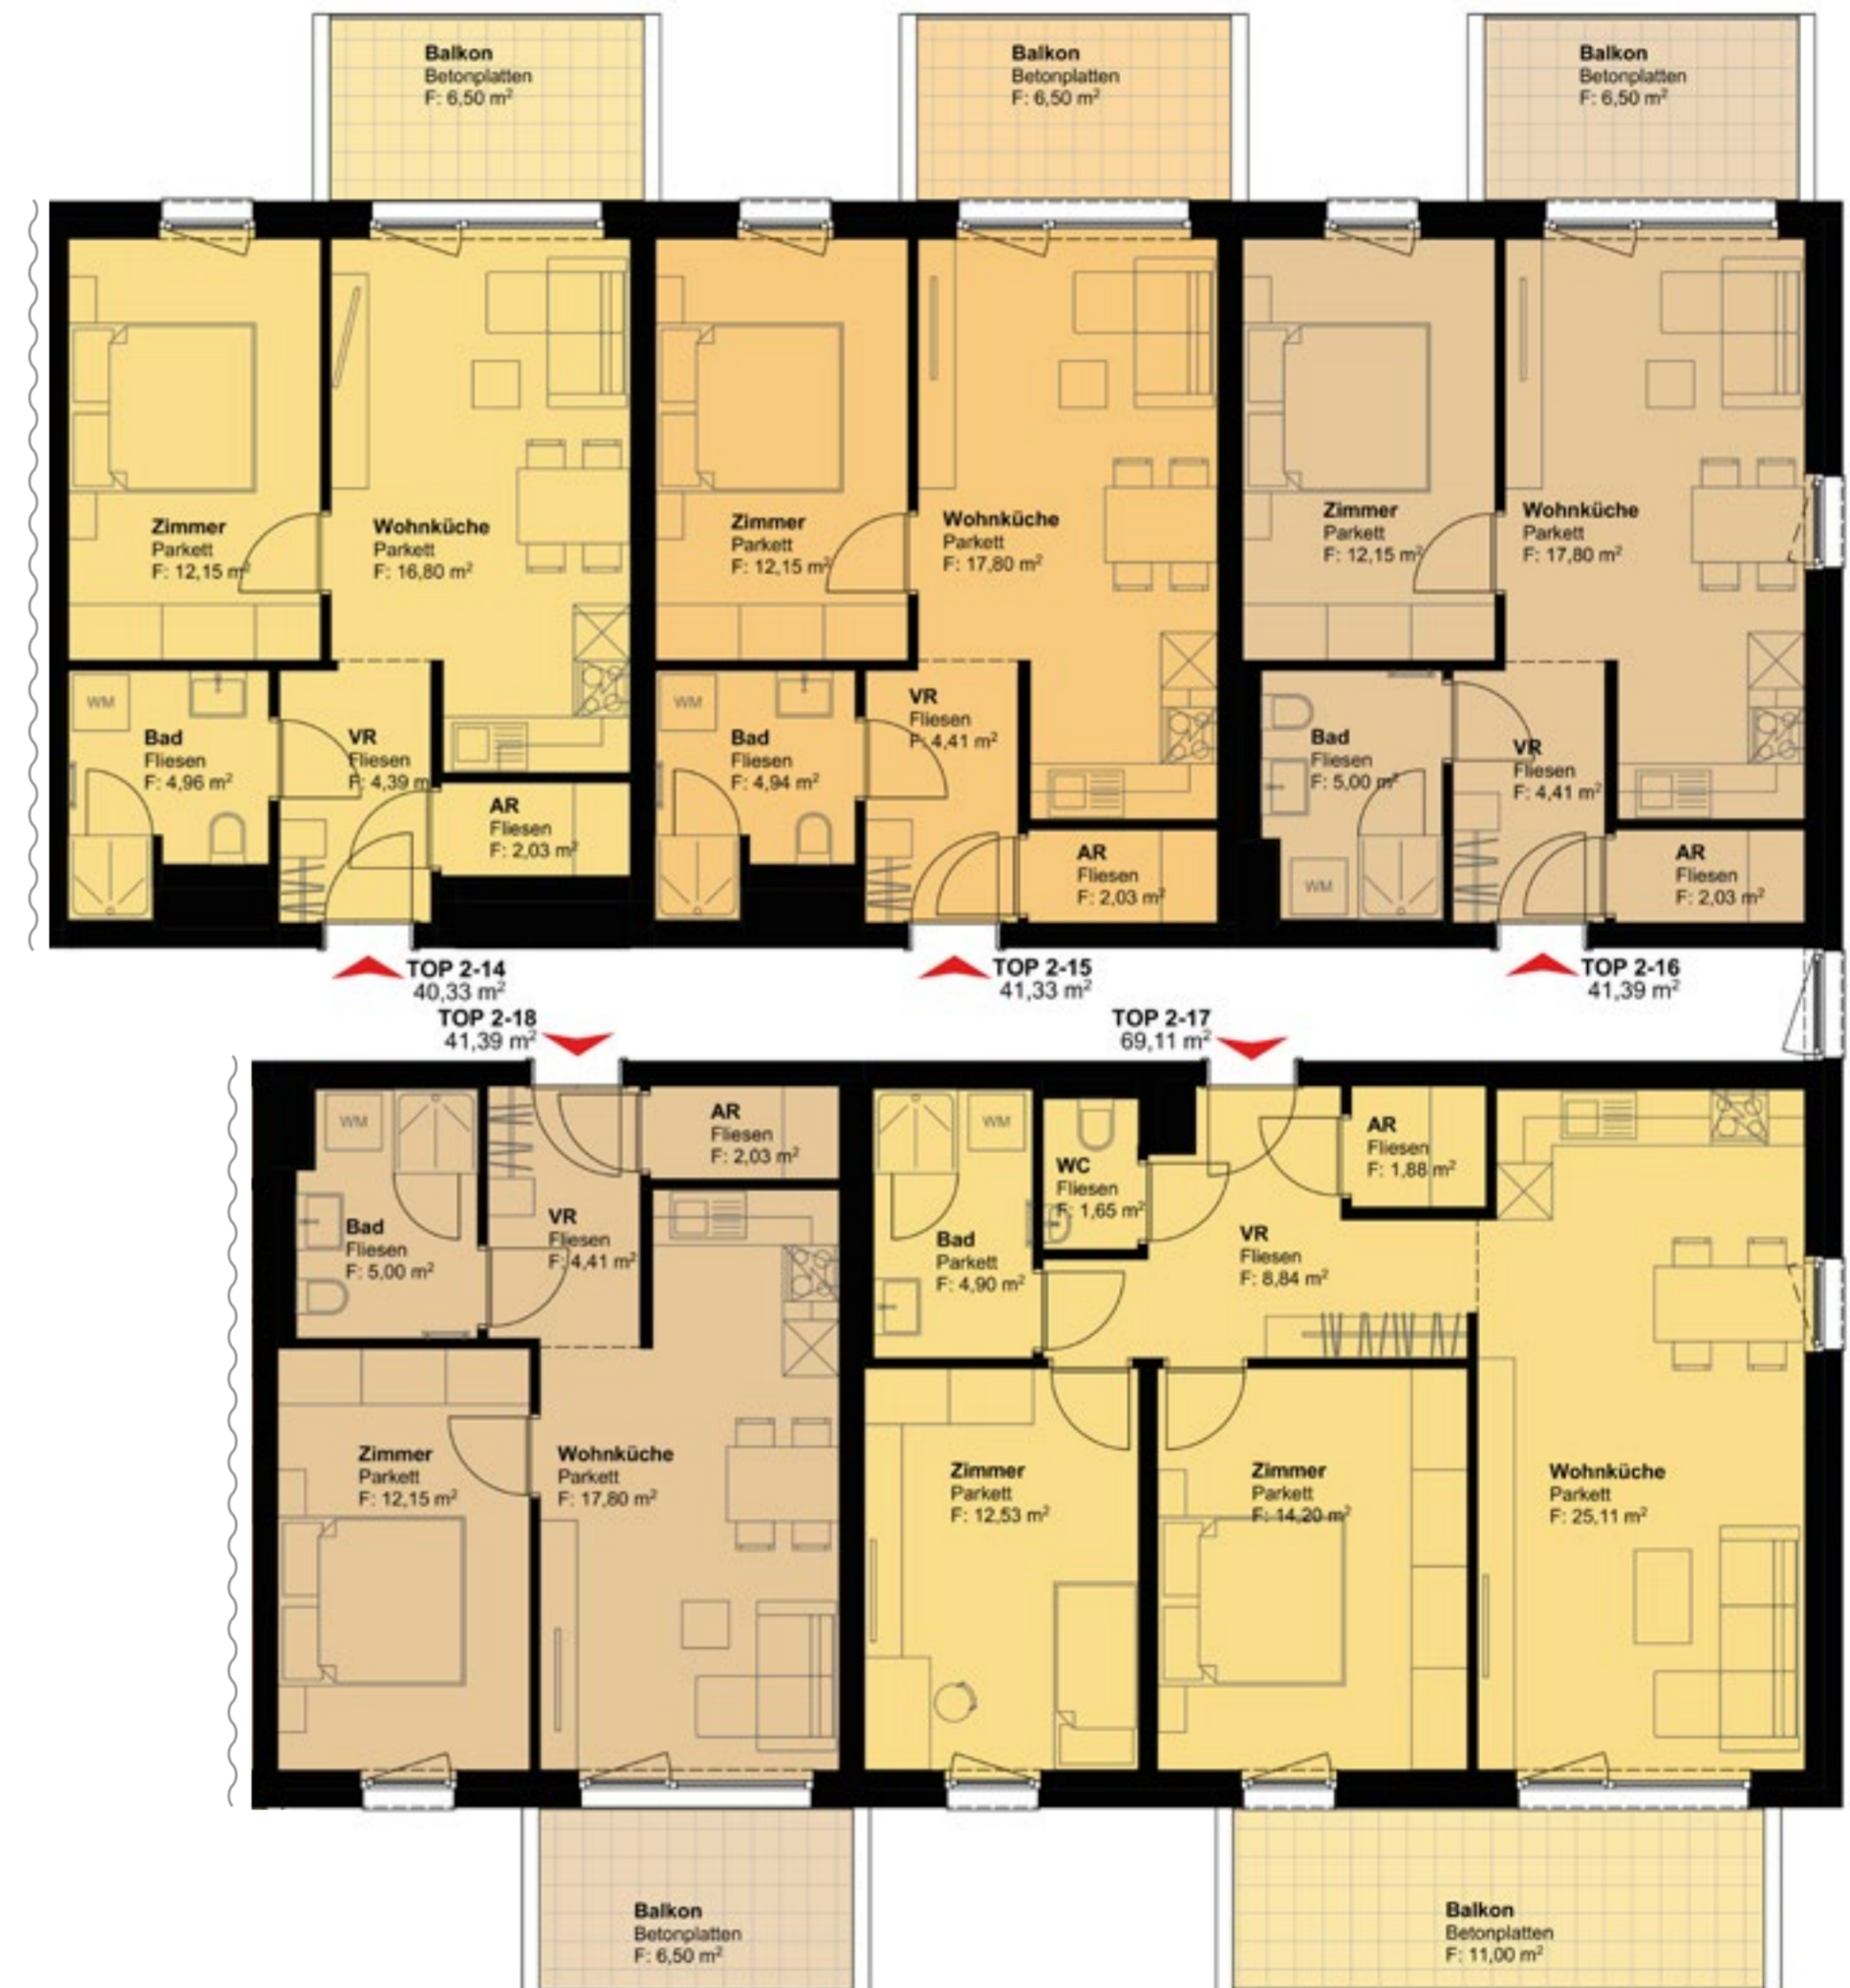 Balkon
Betonplatten
F: 6,50 m²
Balkon
Betonplatten
F: 6,50 m²
Balkon
Betonplatten
F: 6,50 m²
Zimmer
Parkett
F: 12,15 m²
Wohnküche
Parkett
F: 16,80 m²
Zimmer
Parkett
F: 12,15 m²
Wohnküche
Parkett
F: 17,80 m²
Zimmer
Parkett
F: 12,15 m²
Wohnküche
Parkett
F: 17,80 m²
WM
Bad
Fliesen
F: 4,96 m²
VR
Fliesen
F: 4,39 m
AR
Fliesen
F: 2,03 m²
WM
Bad
Fliesen
F: 4,94 m²
VR
Fliesen
F: 4,41 m²
AR
Fliesen
F: 2,03 m²
Bad
Fliesen
F: 5,00 m²
WM
VR
Fliesen
F: 4,41 m²
AR
Fliesen
F: 2,03 m²
TOP 2-14
40,33 m²
TOP 2-15
41,33 m²
TOP 2-16
41,39 m²
TOP 2-18
41,39 m²
TOP 2-17
69,11 m²
WM
Bad
Fliesen
F: 5,00 m²
VR
Fliesen
F: 4,41 m²
AR
Fliesen
F: 2,03 m²
WM
Bad
Parkett
F: 4,90 m²
WC
Fliesen
F: 1,65 m²
VR
Fliesen
F: 8,84 m²
AR
Fliesen
F: 1,88 m²
Zimmer
Parkett
F: 12,15 m²
Wohnküche
Parkett
F: 17,80 m²
Zimmer
Parkett
F: 12,53 m²
Zimmer
Parkett
F: 14,20 m²
Wohnküche
Parkett
F: 25,11 m²
Balkon
Betonplatten
F: 6,50 m²
Balkon
Betonplatten
F: 11,00 m²